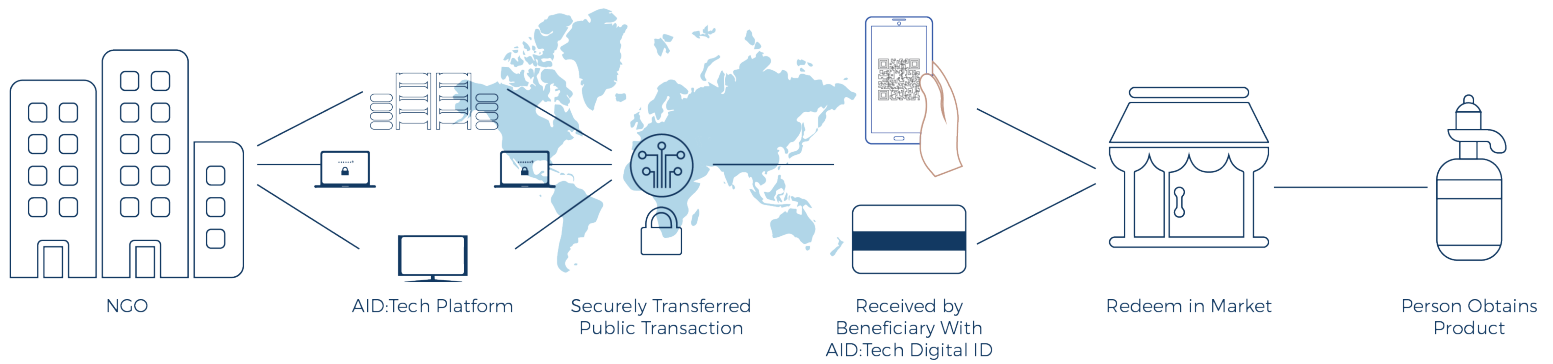 NGO
AID:Tech Platform
Securely Transferred
Public Transaction
Received by
Beneficiary With
AID:Tech Digital ID
Redeem in Market
Person Obtains
Product